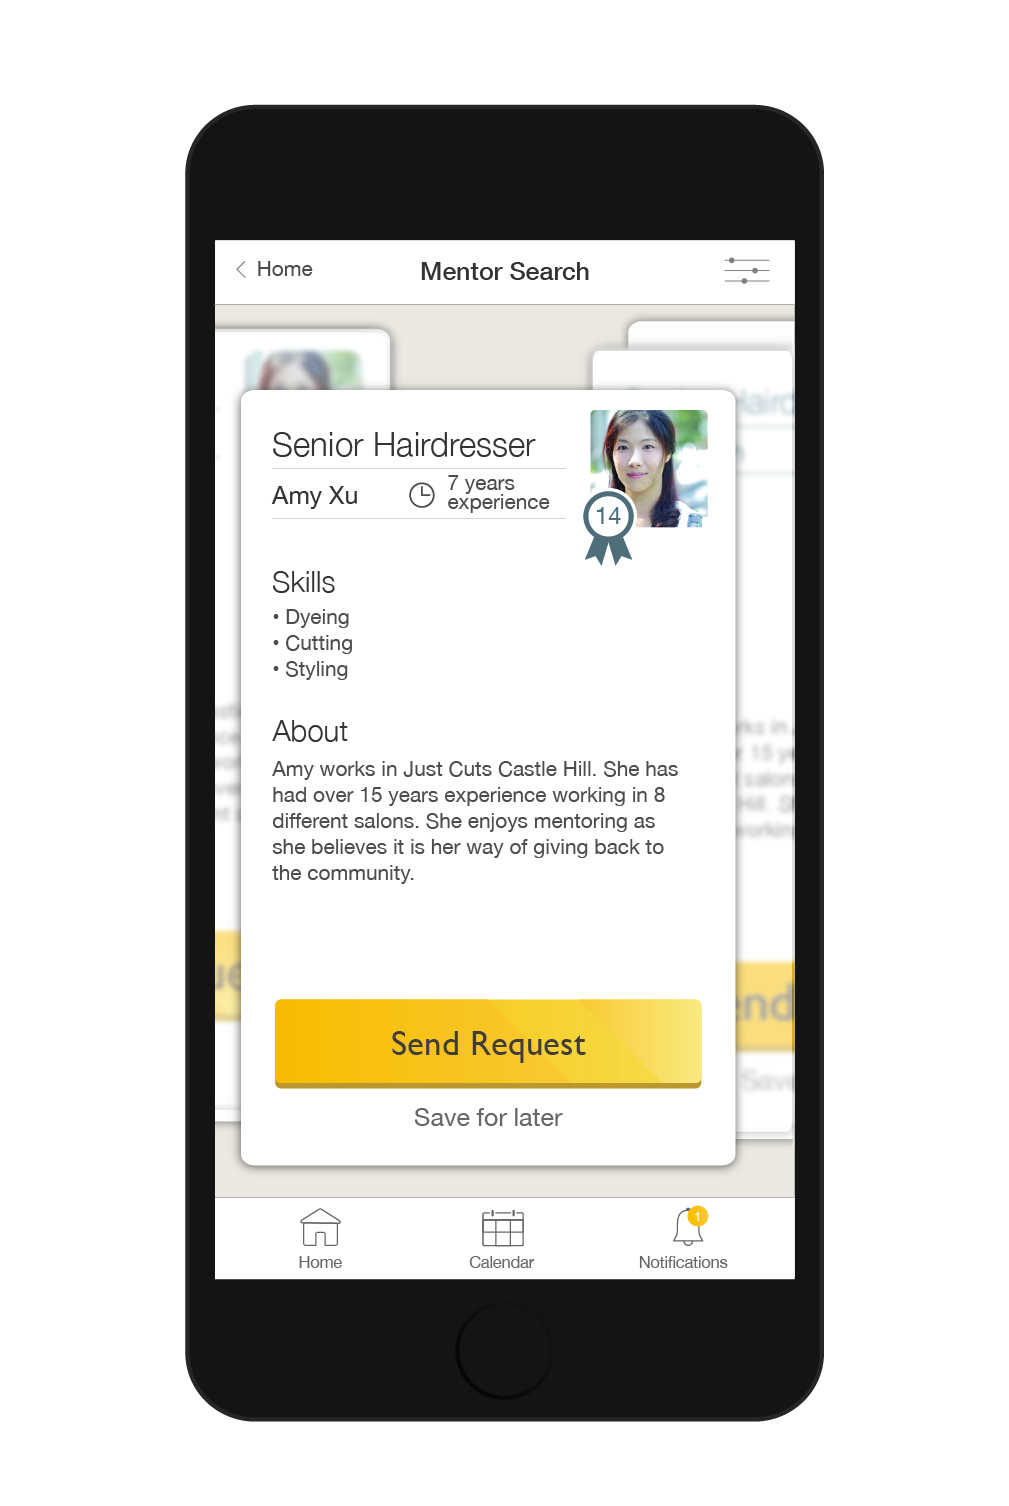 Home
Mentor Search
Senior Hairdresser
Amy Xu
7 years
experience
14
Skills
• Dyeing
• Cutting
• Styling
About
Amy works in Just Cuts Castle Hill. She has
had over 15 years experience working in 8
different salons. She enjoys mentoring as
she believes it is her way of giving back to
the community.
Send Request
Save for later
Home
Calendar
1
Notifications